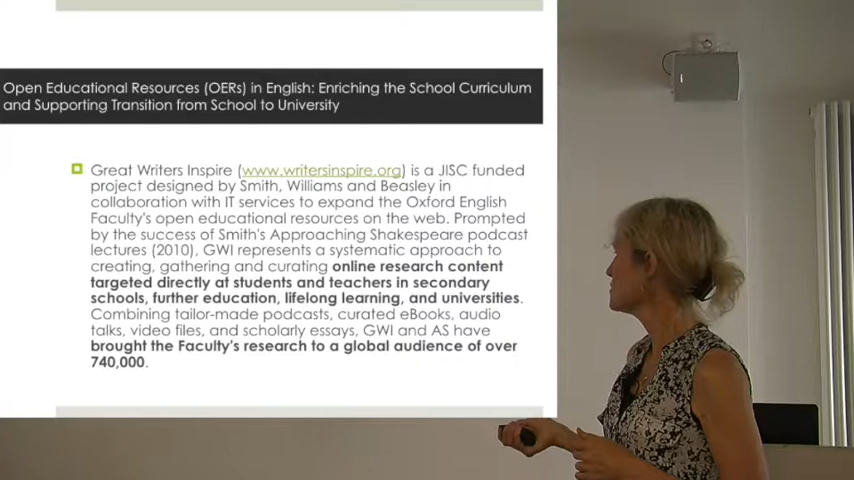 Open Educational Resources (OERs) in English: Enriching the School Curriculum
and Supporting Transition from School to University
Great Writers Inspire (www.writersinspire.org) is a JISC funded
project designed by Smith, Williams and Beasley in
collaboration with IT services to expand the Oxford English
Faculty's open educational resources on the web. Prompted
by the success of Smith's Approaching Shakespeare podcast
lectures (2010), GWI represents a systematic approach to
creating, gathering and curating online research content
targeted directly at students and teachers in secondary
schools, further education, lifelong learning, and universities.
Combining tailor-made podcasts, curated eBooks, audio
talks, video files, and scholarly essays, GWI and AS have
brought the Faculty's research to a global audience of over
740,000.